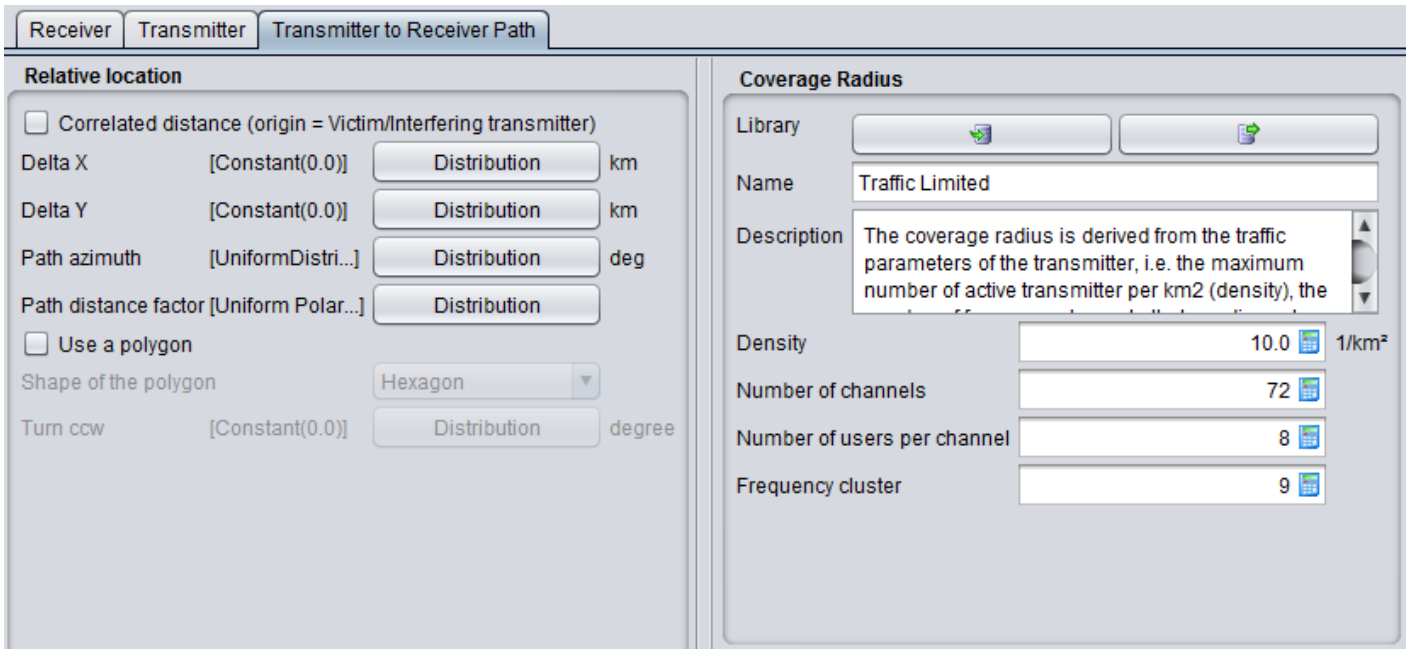 Receiver Transmitter Transmitter to Receiver Path
Relative location
Correlated distance (origin = Victim/Interfering transmitter)
Delta X [Constant(0.0)] Distribution km
Delta Y [Constant(0.0)] Distribution km
Path azimuth [UniformDistri...] Distribution deg
Path distance factor [Uniform Polar...] Distribution
Use a polygon
Shape of the polygon Hexagon
Turn ccw [Constant(0.0)] Distribution degree
Coverage Radius
Library
Name Traffic Limited
Description The coverage radius is derived from the traffic
parameters of the transmitter, i.e. the maximum
number of active transmitter per km2 (density), the
Density 10.0 1/km²
Number of channels 72
Number of users per channel 8
Frequency cluster 9